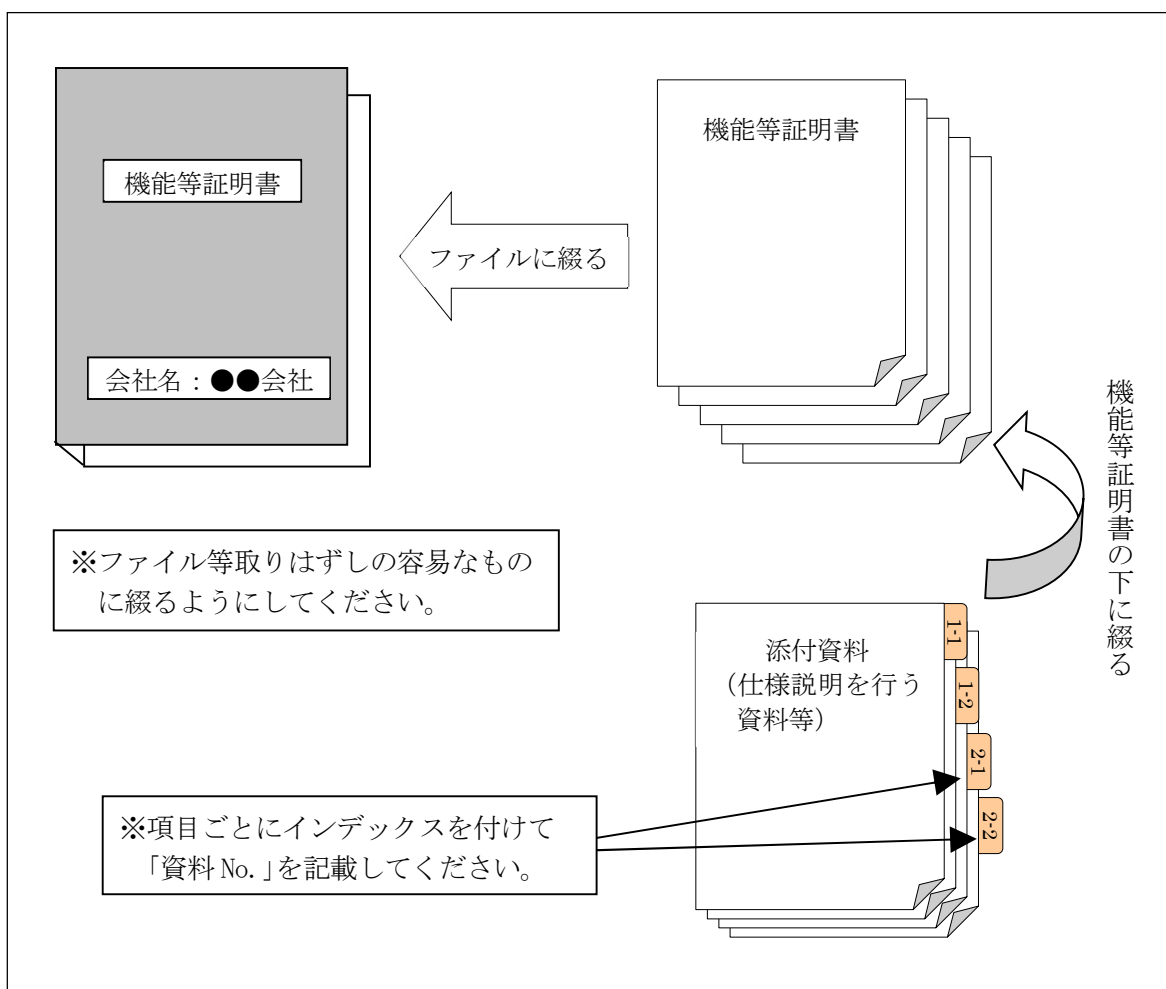 機能等証明書
会社名：●●会社
ファイルに綴る
機能等証明書
機能等証明書の下に綴る
※ファイル等取りはずしの容易なもの
に綴るようにしてください。
添付資料
（仕様説明を行う
資料等）
1-1
1-2
2-1
2-2
※項目ごとにインデックスを付けて
「資料 No.」を記載してください。